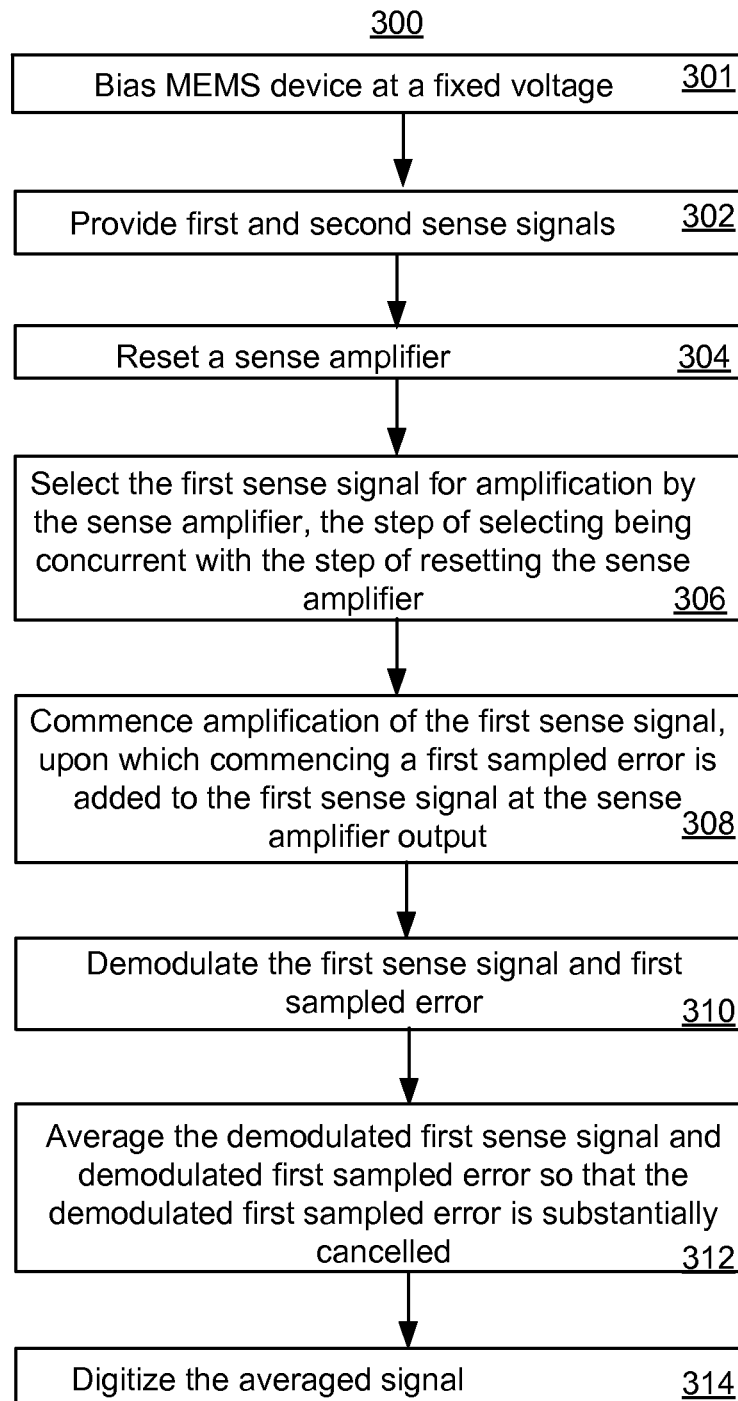 300
Bias MEMS device at a fixed voltage 301
Provide first and second sense signals 302
Reset a sense amplifier 304
Select the first sense signal for amplification by
the sense amplifier, the step of selecting being
concurrent with the step of resetting the sense
amplifier 306
Commence amplification of the first sense signal,
upon which commencing a first sampled error is
added to the first sense signal at the sense
amplifier output 308
Demodulate the first sense signal and first
sampled error 310
Average the demodulated first sense signal and
demodulated first sampled error so that the
demodulated first sampled error is substantially
cancelled 312
Digitize the averaged signal 314